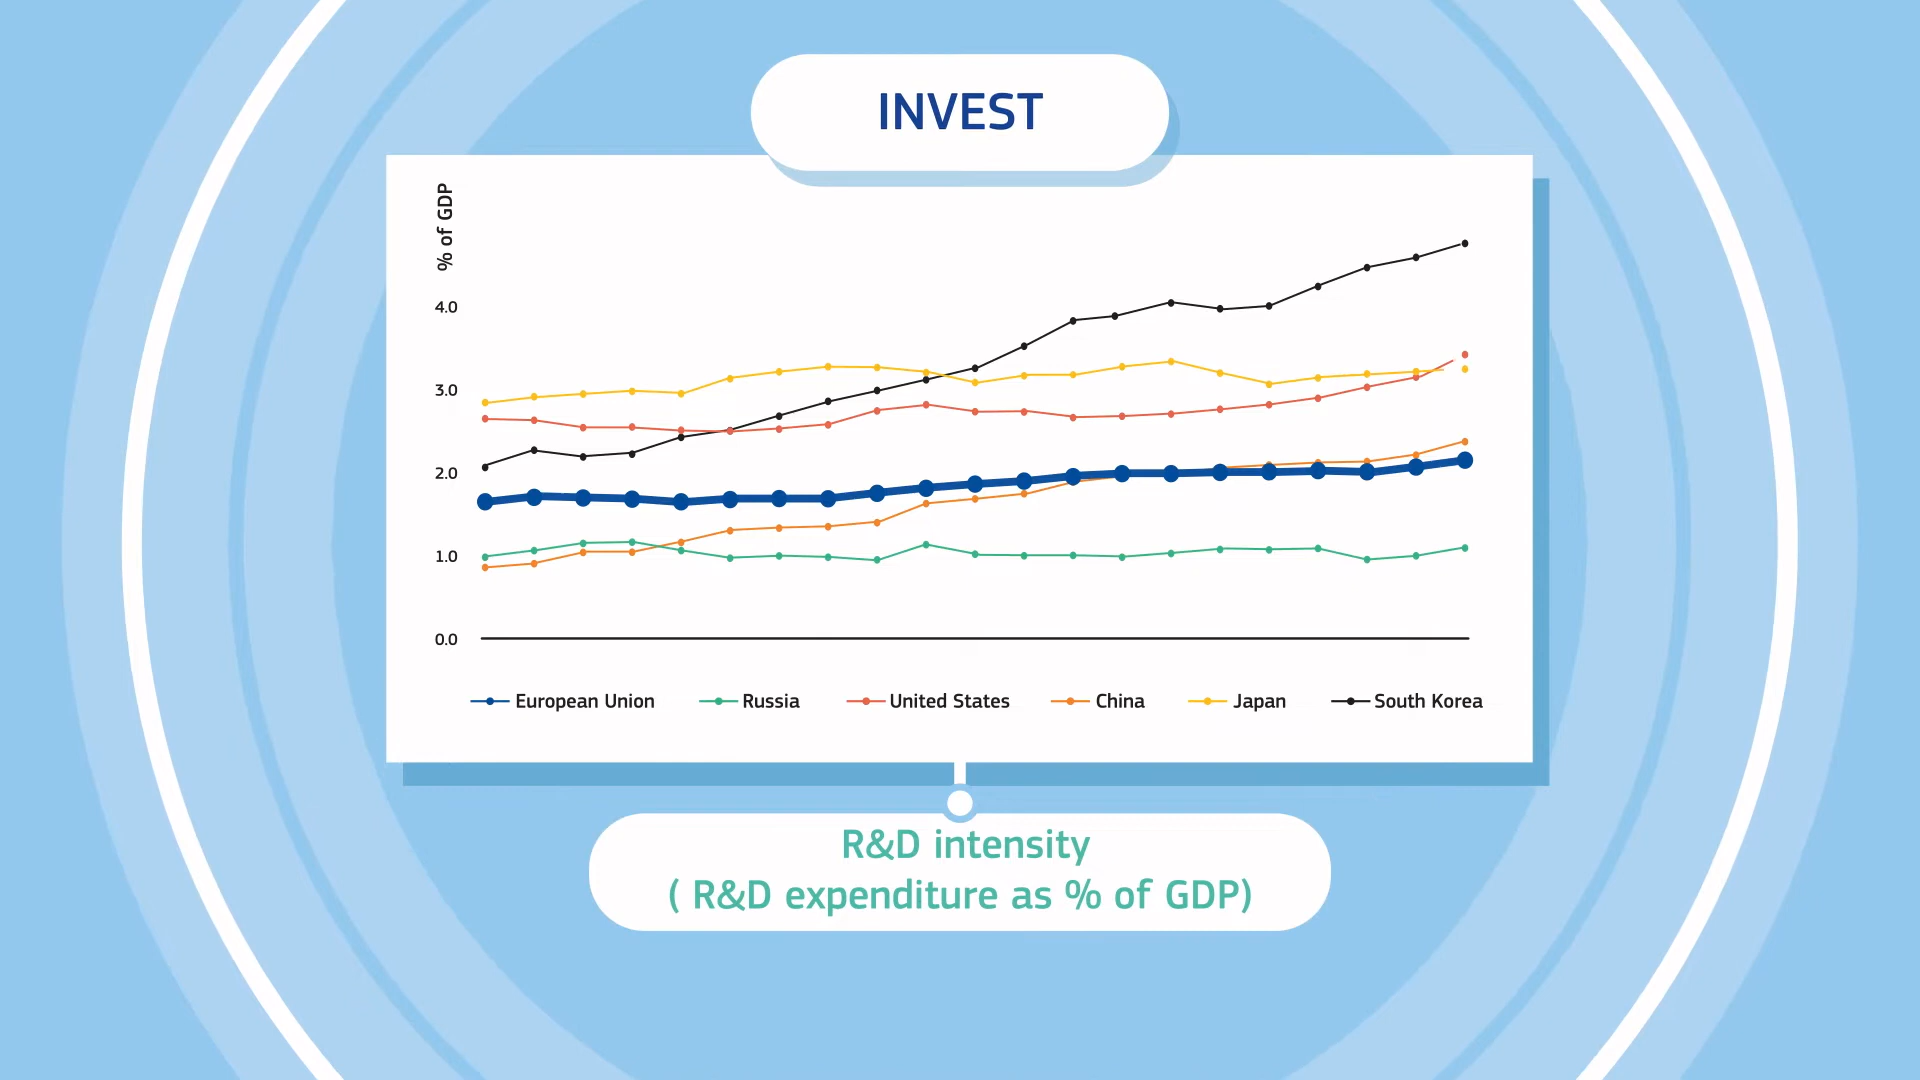 INVEST
% of GDP
4.0
3.0
2.0
1.0
0.0
European Union Russia United States China Japan South Korea
R&D intensity
( R&D expenditure as % of GDP)